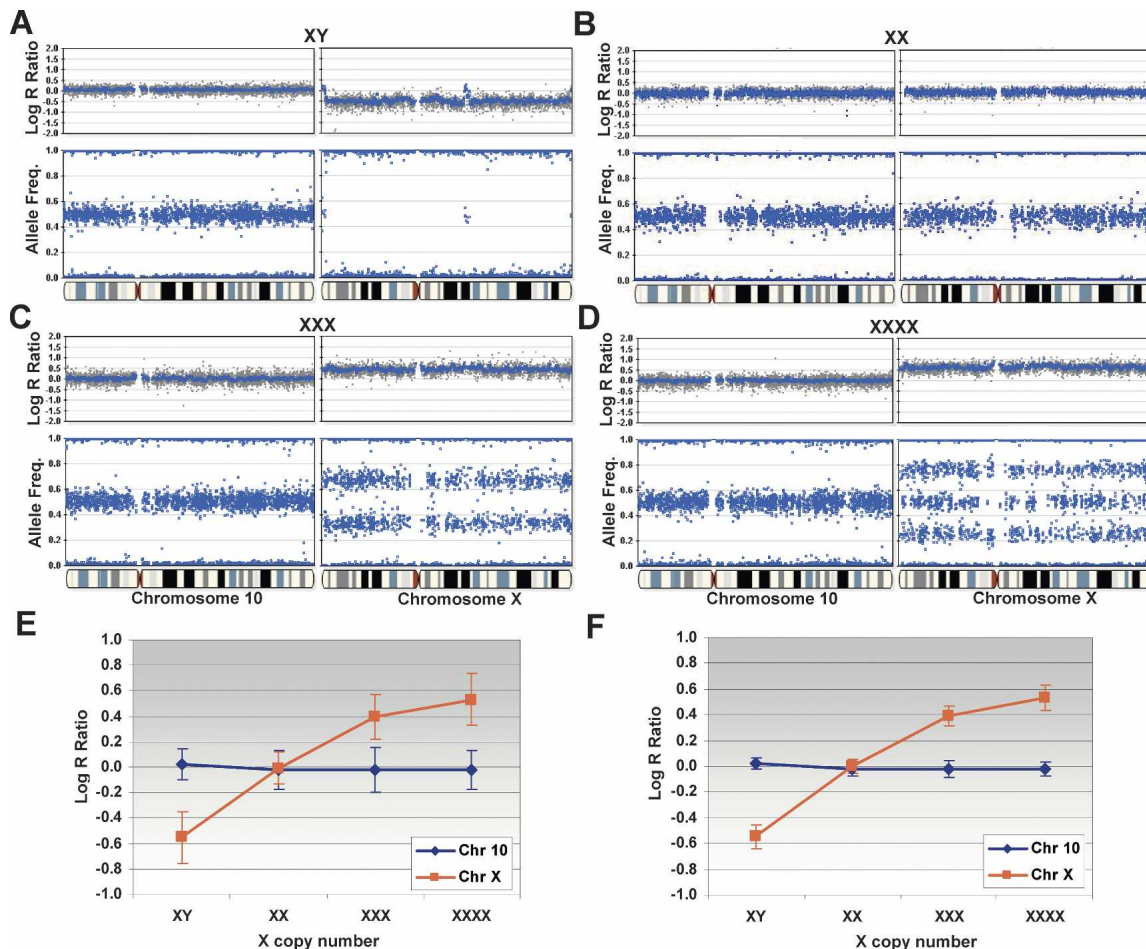 A
XY
Log R Ratio
2.0
1.5
1.0
0.5
0.0
-0.5
-1.0
-1.5
-2.0
Allele Freq.
1.0
0.8
0.6
0.4
0.2
0.0
B
XX
Log R Ratio
2.0
1.5
1.0
0.5
0.0
-0.5
-1.0
-1.5
-2.0
Allele Freq.
1.0
0.8
0.6
0.4
0.2
0.0
C
XXX
Log R Ratio
2.0
1.5
1.0
0.5
0.0
-0.5
-1.0
-1.5
-2.0
Allele Freq.
1.0
0.8
0.6
0.4
0.2
0.0
Chromosome 10
Chromosome X
D
XXXX
Log R Ratio
2.0
1.5
1.0
0.5
0.0
-0.5
-1.0
-1.5
-2.0
Allele Freq.
1.0
0.8
0.6
0.4
0.2
0.0
Chromosome 10
Chromosome X
E
Log R Ratio
1.0
0.8
0.6
0.4
0.2
0.0
-0.2
-0.4
-0.6
-0.8
-1.0
Chr 10
Chr X
XY XX XXX XXXX
X copy number
F
Log R Ratio
1.0
0.8
0.6
0.4
0.2
0.0
-0.2
-0.4
-0.6
-0.8
-1.0
Chr 10
Chr X
XY XX XXX XXXX
X copy number